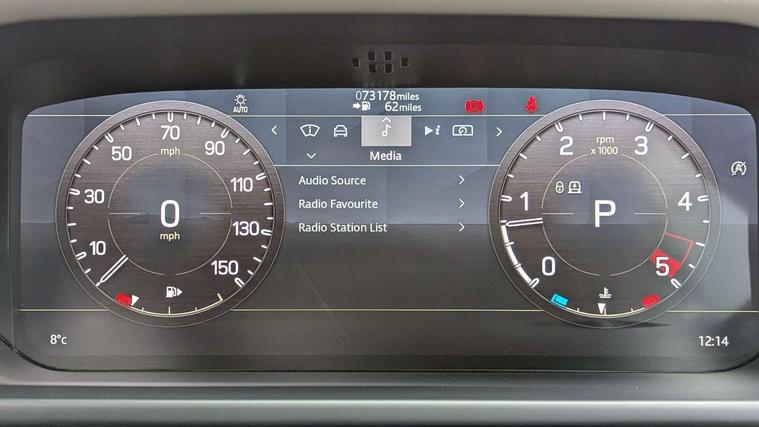 AUTO
073178miles
62miles
i
Media
Audio Source
Radio Favourite
Radio Station List
10
30
50
70
mph
90
110
130
150
0
mph
rpm
x 1000
0
1
2
3
4
5
P
A
8°c
12:14